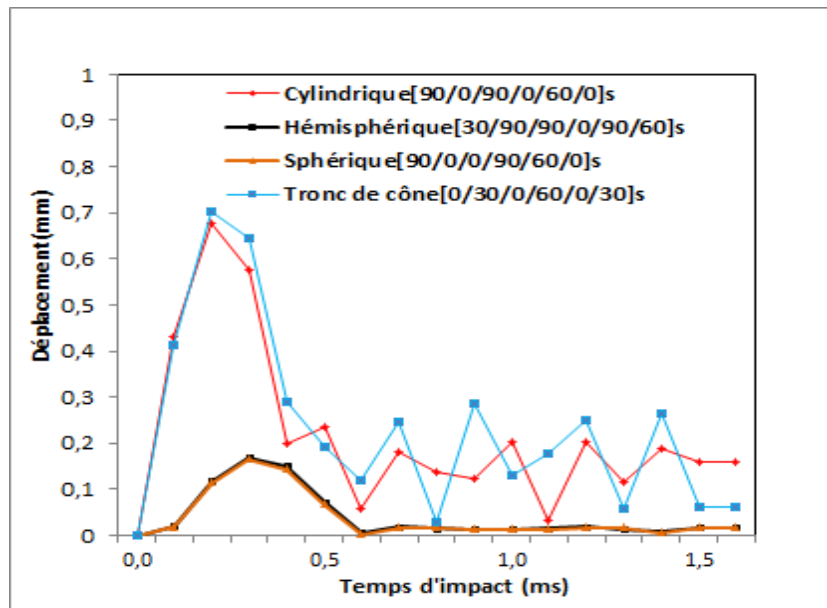 1
0,9
0,8
0,7
0,6
0,5
0,4
0,3
0,2
0,1
0
Déplacement(mm)
Cylindrique[90/0/90/0/60/0]s
Hémisphérique[30/90/90/0/90/60]s
Sphérique[90/0/0/90/60/0]s
Tronc de cône[0/30/0/60/0/30]s
0,0 0,5 1,0 1,5
Temps d'impact (ms)